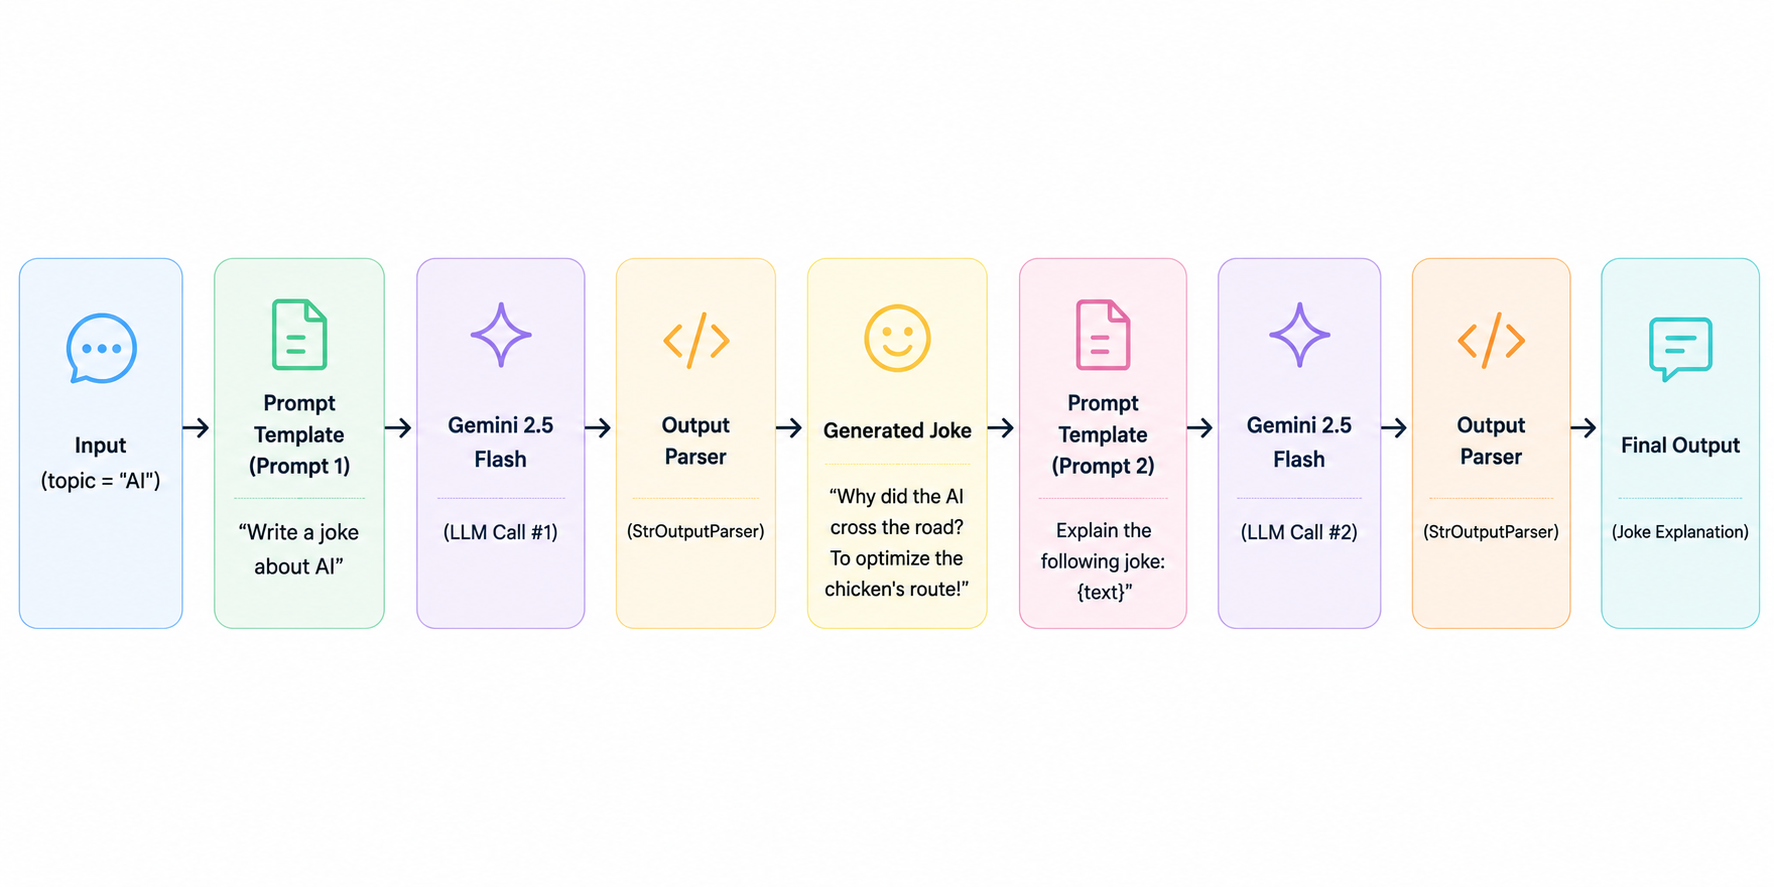 Input
(topic = “AI")
Prompt
Template
(Prompt 1)
“Write a joke
about AI”
Gemini 2.5
Flash
(LLM Call #1)
Output
Parser
(StrOutputParser)
Generated Joke
“Why did the AI
cross the road?
To optimize the
chicken's route!”
Prompt
Template
(Prompt 2)
Explain the
following joke:
{text}”
Gemini 2.5
Flash
(LLM Call #2)
Output
Parser
(StrOutputParser)
Final Output
(Joke Explanation)